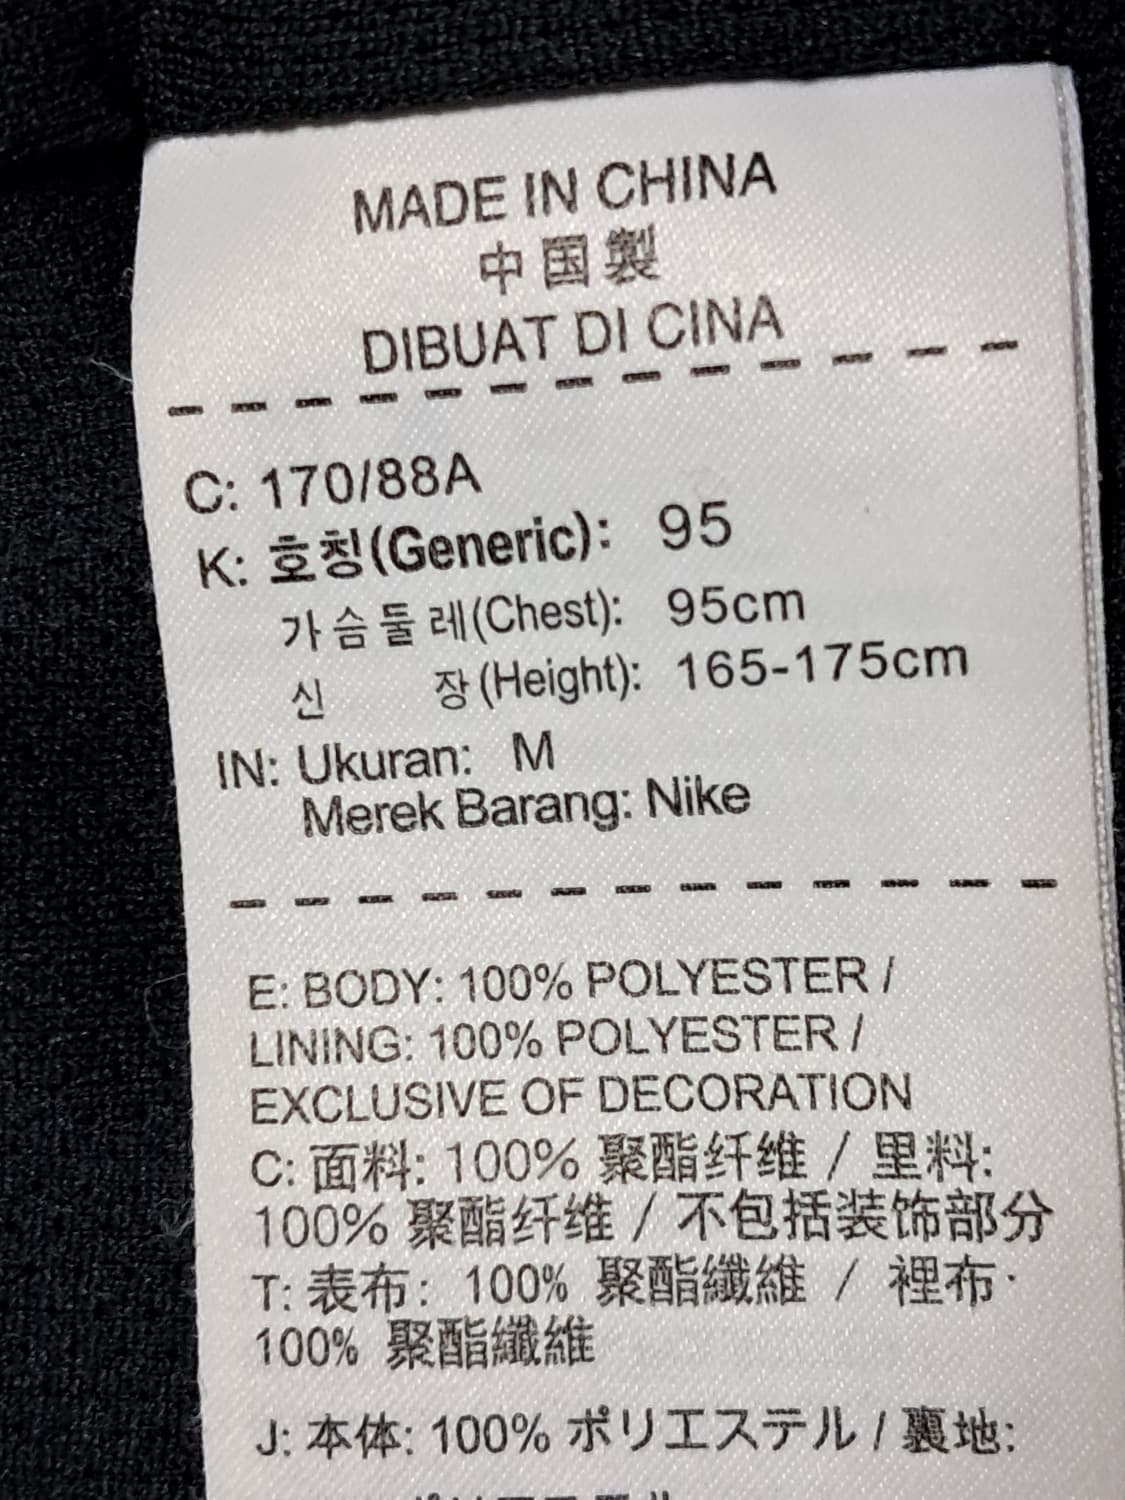 MADE IN CHINA
中国製
DIBUAT DI CINA
C: 170/88A
K: 호칭(Generic): 95
가슴둘레(Chest): 95cm
신 장(Height): 165-175cm
IN: Ukuran: M
Merek Barang: Nike
E: BODY: 100% POLYESTER /
LINING: 100% POLYESTER /
EXCLUSIVE OF DECORATION
C: 面料: 100% 聚酯纤维 / 里料:
100% 聚酯纤维 / 不包括装饰部分
T: 表布: 100% 聚酯纖維 / 裡布:
100% 聚酯纖維
J: 本体: 100% ポリエステル / 裏地: